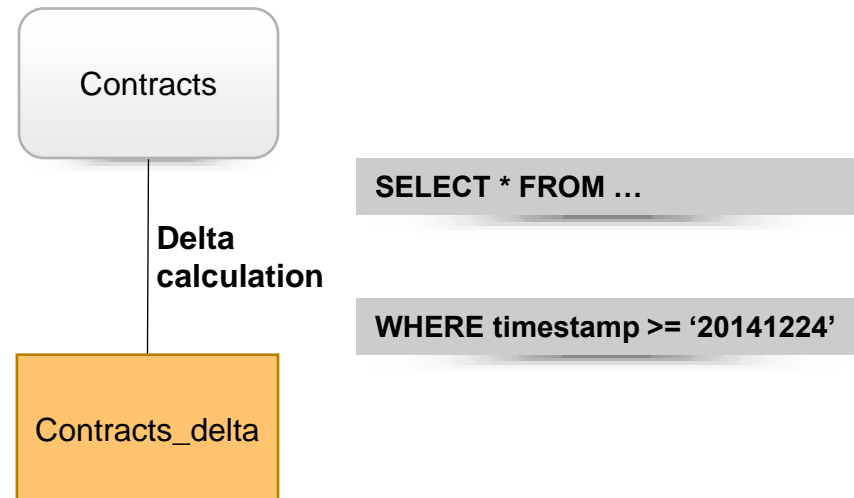 Contracts
SELECT * FROM …
Delta
calculation
WHERE timestamp >= ‘20141224’
Contracts_delta